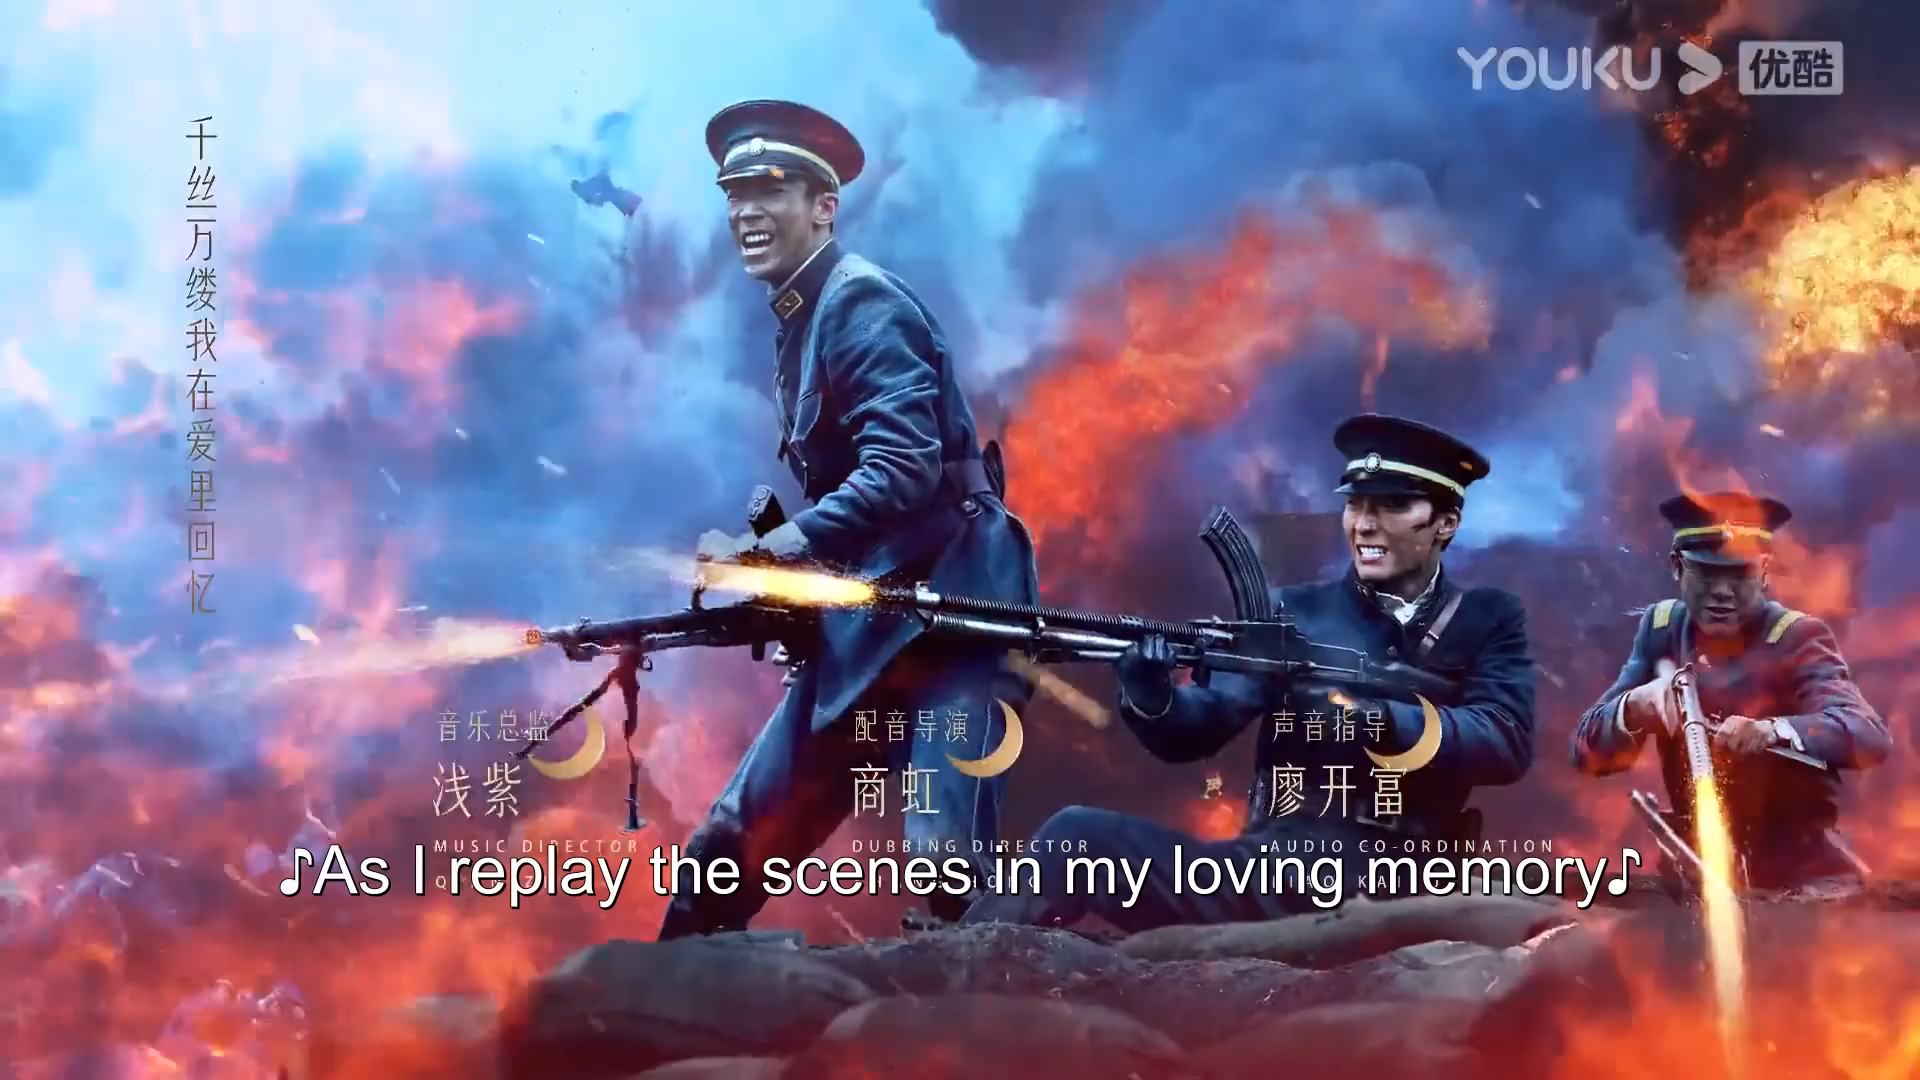 YOUKU 优酷
千丝万缕我在爱里回忆
音乐总监
浅紫
MUSIC DIRECTOR
配音导演
商虹
DUBBING DIRECTOR
声音指导
廖开富
AUDIO CO-ORDINATION
♪As I replay the scenes in my loving memory♪